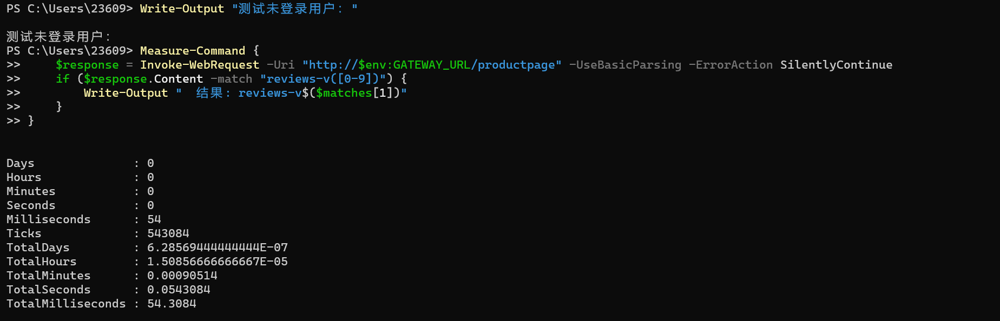 PS C:\Users\23609> Write-Output "测试未登录用户："
测试未登录用户：
PS C:\Users\23609> Measure-Command {
>>     $response = Invoke-WebRequest -Uri "http://$env:GATEWAY_URL/productpage" -UseBasicParsing -ErrorAction SilentlyContinue
>>     if ($response.Content -match "reviews-v([0-9])") {
>>         Write-Output "  结果：reviews-v$($matches[1])"
>>     }
>> }
Days              : 0
Hours             : 0
Minutes           : 0
Seconds           : 0
Milliseconds      : 54
Ticks             : 543084
TotalDays         : 6.28569444444444E-07
TotalHours        : 1.50856666666667E-05
TotalMinutes      : 0.00090514
TotalSeconds      : 0.0543084
TotalMilliseconds : 54.3084